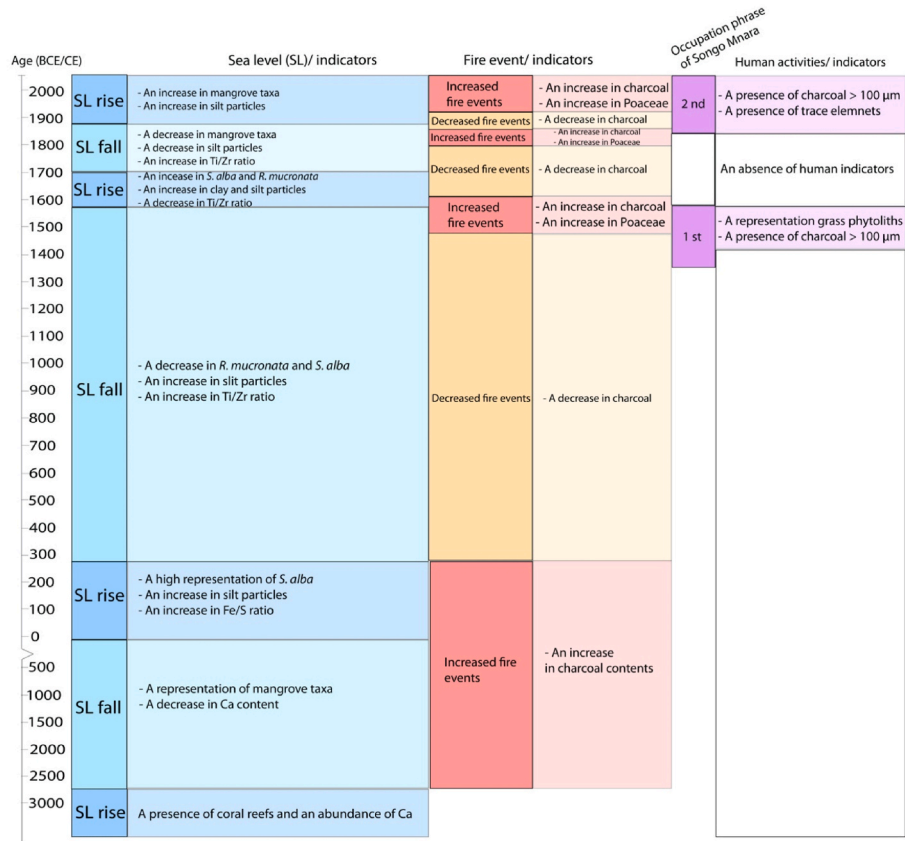 Age (BCE/CE)
Sea level (SL)/ indicators
Fire event/ indicators
Occupation phrase
of Songo Mnara
Human activities/ indicators
2000
1900
1800
1700
1600
1500
1400
1300
1200
1100
1000
900
800
700
600
500
400
300
200
100
0
500
1000
1500
2000
2500
3000
SL rise
- An increase in mangrove taxa
- An increase in silt particles
SL fall
- A decrease in mangrove taxa
- A decrease in silt particles
- An increase in Ti/Zr ratio
SL rise
- An incease in S. alba and R. mucronata
- An increase in clay and silt particles
- A decrease in Ti/Zr ratio
SL fall
- A decrease in R. mucronata and S. alba
- An increase in slit particles
- An increase in Ti/Zr ratio
SL rise
- A high representation of S. alba
- An increase in silt particles
- An increase in Fe/S ratio
SL fall
- A representation of mangrove taxa
- A decrease in Ca content
SL rise
A presence of coral reefs and an abundance of Ca
Increased
fire events
- An increase in charcoal
- An increase in Poaceae
Decreased fire events
- A decrease in charcoal
Increased fire events
- An increase in charcoal
- An increase in Poaceae
Decreased fire events
- A decrease in charcoal
Increased
fire events
- An increase in charcoal
- An increase in Poaceae
Decreased fire events
- A decrease in charcoal
Increased fire
events
- An increase
in charcoal contents
2 nd
- A presence of charcoal > 100 μm
- A presence of trace elemnets
An absence of human indicators
1 st
- A representation grass phytoliths
- A presence of charcoal > 100 μm